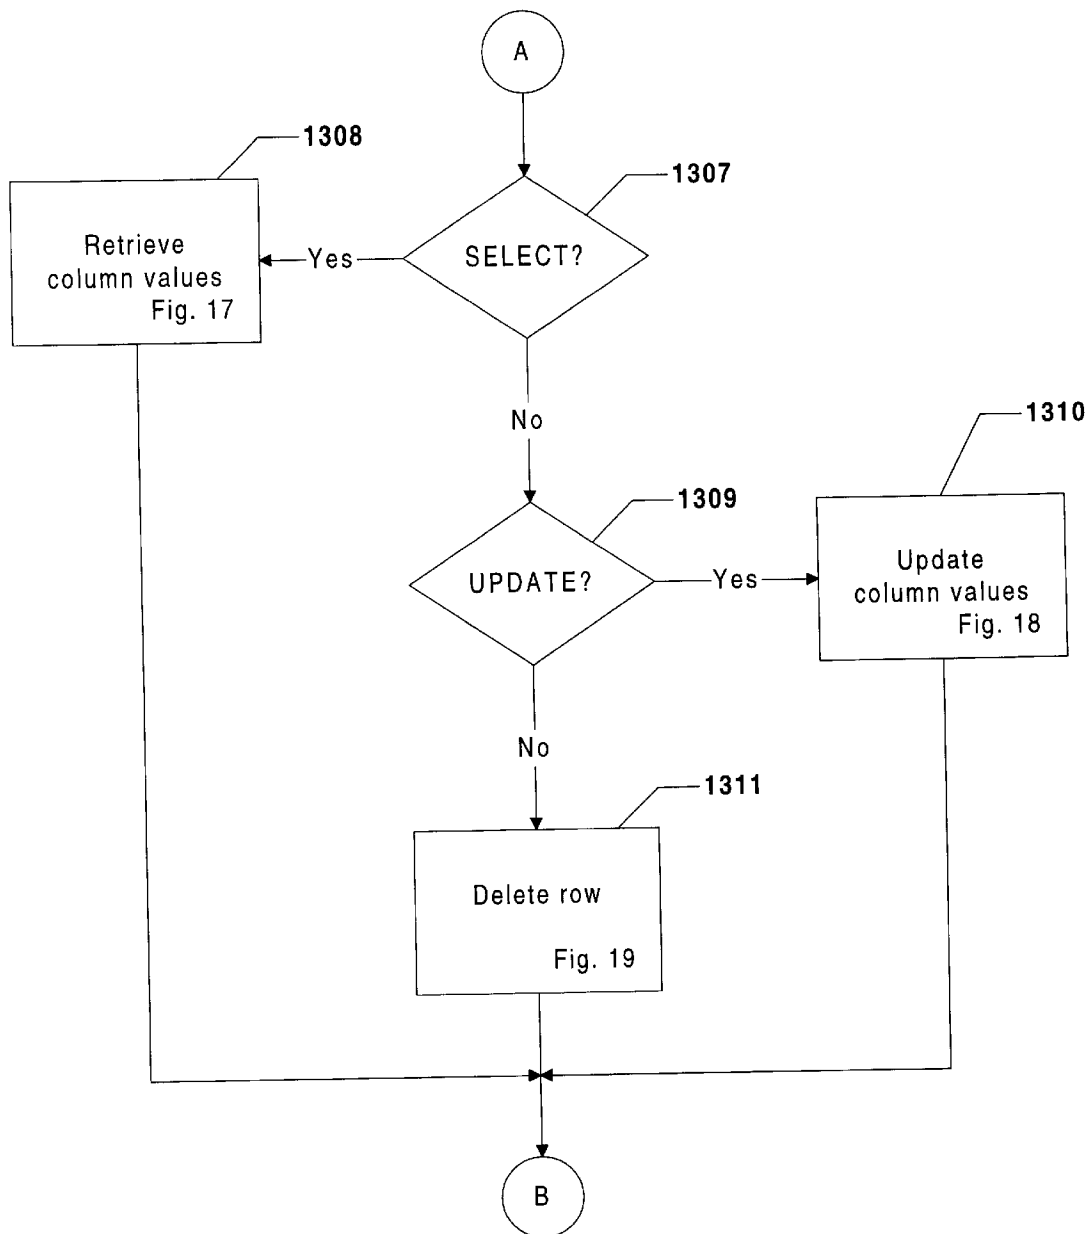 A
1308
1307
Retrieve
column values
Fig. 17
Yes
SELECT?
No
1310
1309
UPDATE?
Yes
Update
column values
Fig. 18
No
1311
Delete row
Fig. 19
B